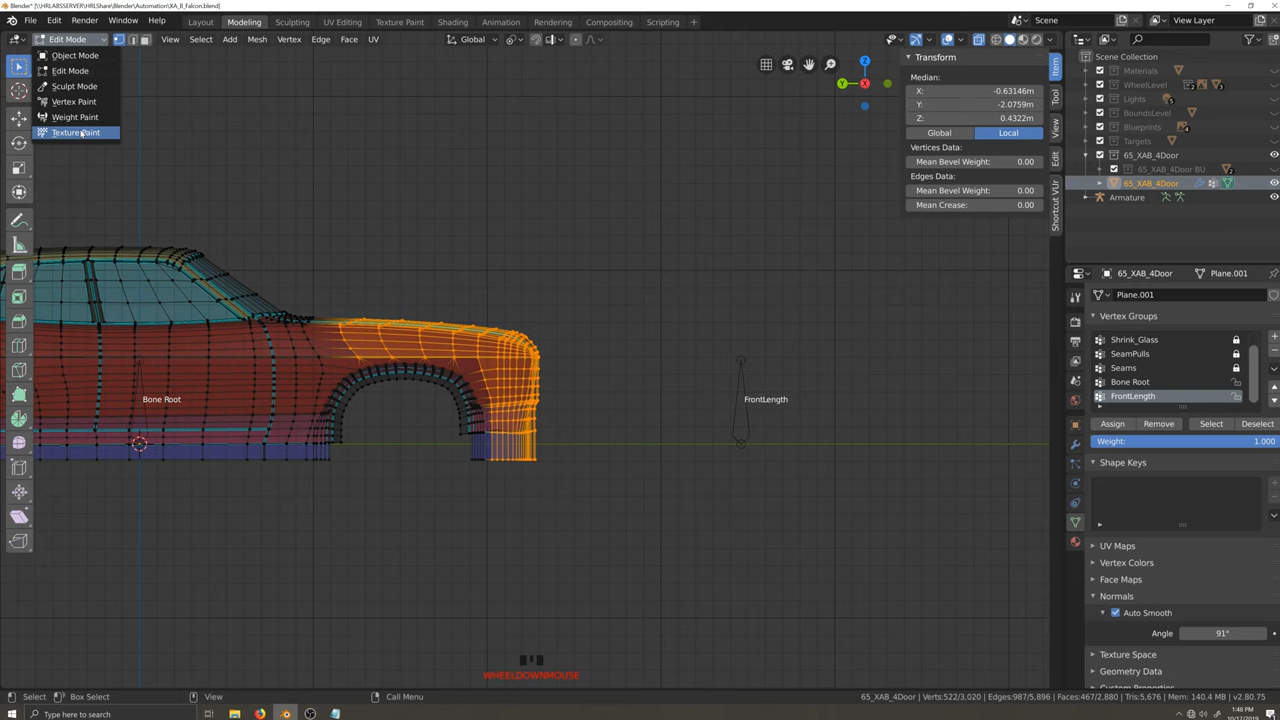 Blender* [\\HRLABSSERVER\HRLShare\Blender\Automation\XA_B_Falcon.blend]
File Edit Render Window Help Layout Modeling Sculpting UV Editing Texture Paint Shading Animation Rendering Compositing Scripting + Scene View Layer
Edit Mode View Select Add Mesh Vertex Edge Face UV Global
Object Mode
Edit Mode
Sculpt Mode
Vertex Paint
Weight Paint
Texture Paint
Z
Y
X
Transform
Median:
X: -0.63146m
Y: -2.0759m
Z: 0.4322m
Global Local
Vertices Data:
Mean Bevel Weight: 0.00
Edges Data:
Mean Bevel Weight: 0.00
Mean Crease: 0.00
Item
Tool
View
Edit
Shortcut VUr
Scene Collection
Materials
WheelLevel
Lights
BoundsLevel
Blueprints
Targets
65_XAB_4Door
65_XAB_4Door BU
65_XAB_4Door
Armature
65_XAB_4Door Plane.001
Plane.001
Vertex Groups
Shrink_Glass
SeamPulls
Seams
Bone Root
FrontLength
Assign Remove Select Deselect
Weight: 1.000
Shape Keys
UV Maps
Vertex Colors
Face Maps
Normals
Auto Smooth
Angle 91°
Texture Space
Geometry Data
Bone Root
FrontLength
WHEELDOWNMOUSE
Select Box Select View Call Menu 65_XAB_4Door | Verts:522/3,020 | Edges:987/5,896 | Faces:467/2,880 | Tris:5,676 | Mem: 140.4 MB | v2.80.75
Type here to search
1:48 PM
10/17/2019